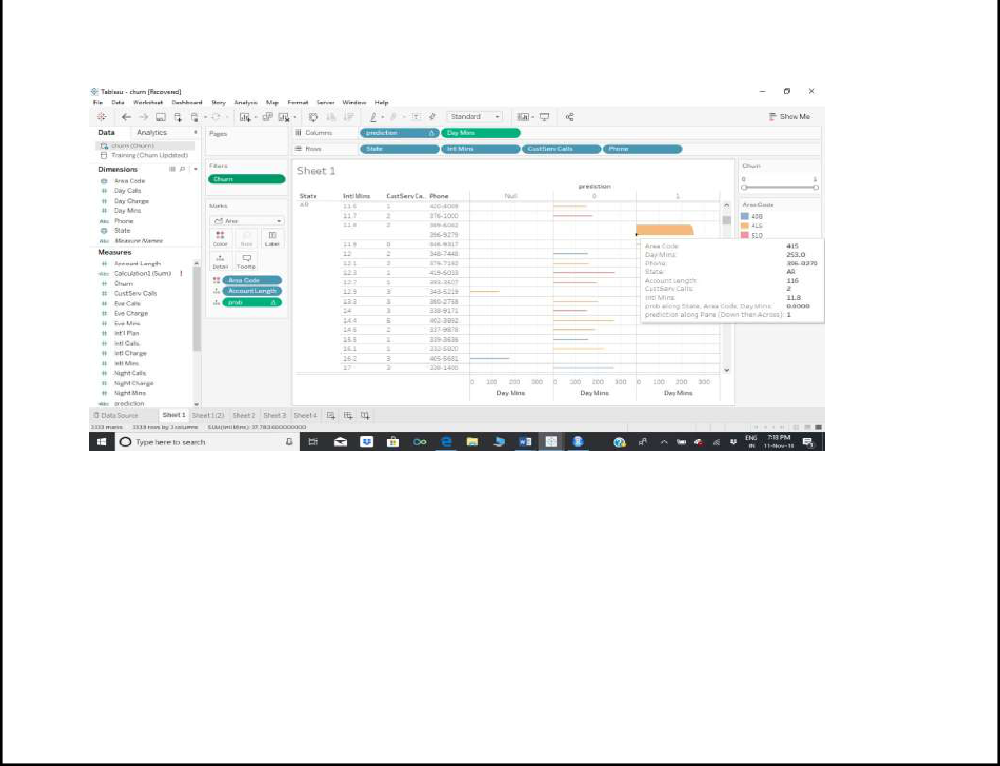 Tableau - churn [Recovered]
File Data Worksheet Dashboard Story Analysis Map Format Server Window Help
Standard
Show Me
Data Analytics
churn (Churn)
Training (Churn Updated)
Dimensions
Area Code
Day Calls
Day Charge
Day Mins
Abc Phone
State
Abc Measure Names
Measures
Account Length
Calculation1 (Sum) !
Churn
CustServ Calls
Eve Calls
Eve Charge
Eve Mins
Int'l Plan
Intl Calls
Intl Charge
Intl Mins
Night Calls
Night Charge
Night Mins
prediction
Pages
Filters
Churn
Marks
Area
Color Size Label
Detail Tooltip
Area Code
Account Length
prob
Columns prediction Day Mins
Rows State Intl Mins CustServ Calls Phone
Sheet 1
prediction
State Intl Mins CustServ Ca.. Phone Null 0 1
AR 11.6 1 420-4089
11.7 2 376-1000
11.8 2 389-6082
396-9279
11.9 0 346-9317
12 2 348-7448
12.1 2 379-7192
12.3 1 419-5033
12.7 1 393-3507
12.9 3 343-5219
13.3 380-2758
14 3 338-9171
14.4 5 402-3892
14.6 2 337-9878
15.5 1 339-3636
16.1 1 332-5820
16.2 3 405-5681
17 3 338-1400
0 100 200 300 0 100 200 300 0 100 200 300
Day Mins Day Mins Day Mins
Churn
0 1
Area Code
408
415
510
Area Code: 415
Day Mins: 253.0
Phone: 396-9279
State: AR
Account Length: 116
CustServ Calls: 2
Intl Mins: 11.8
prob along State, Area Code, Day Mins: 0.0000
prediction along Pane (Down then Across): 1
Data Source Sheet 1 Sheet 1 (2) Sheet 2 Sheet 3 Sheet 4
3333 marks 3333 rows by 3 columns SUM(Intl Mins): 37,783.600000000
Type here to search
ENG 7:18 PM
IN 11-Nov-18